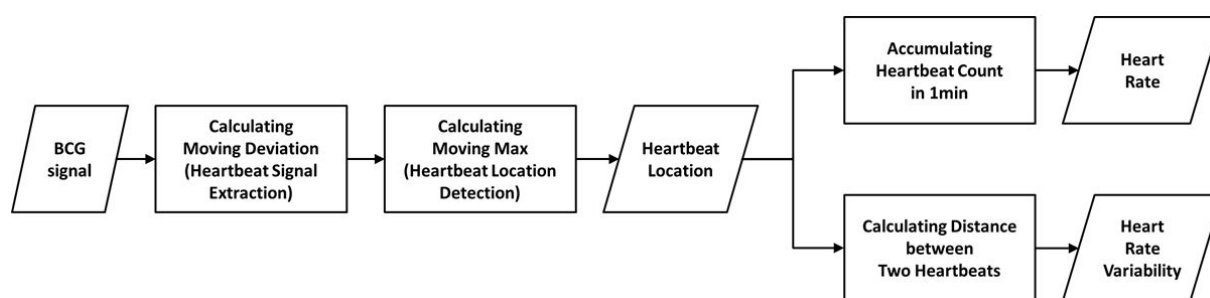 BCG
signal
Calculating
Moving Deviation
(Heartbeat Signal
Extraction)
Calculating
Moving Max
(Heartbeat Location
Detection)
Heartbeat
Location
Accumulating
Heartbeat Count
in 1min
Heart
Rate
Calculating Distance
between
Two Heartbeats
Heart
Rate
Variability